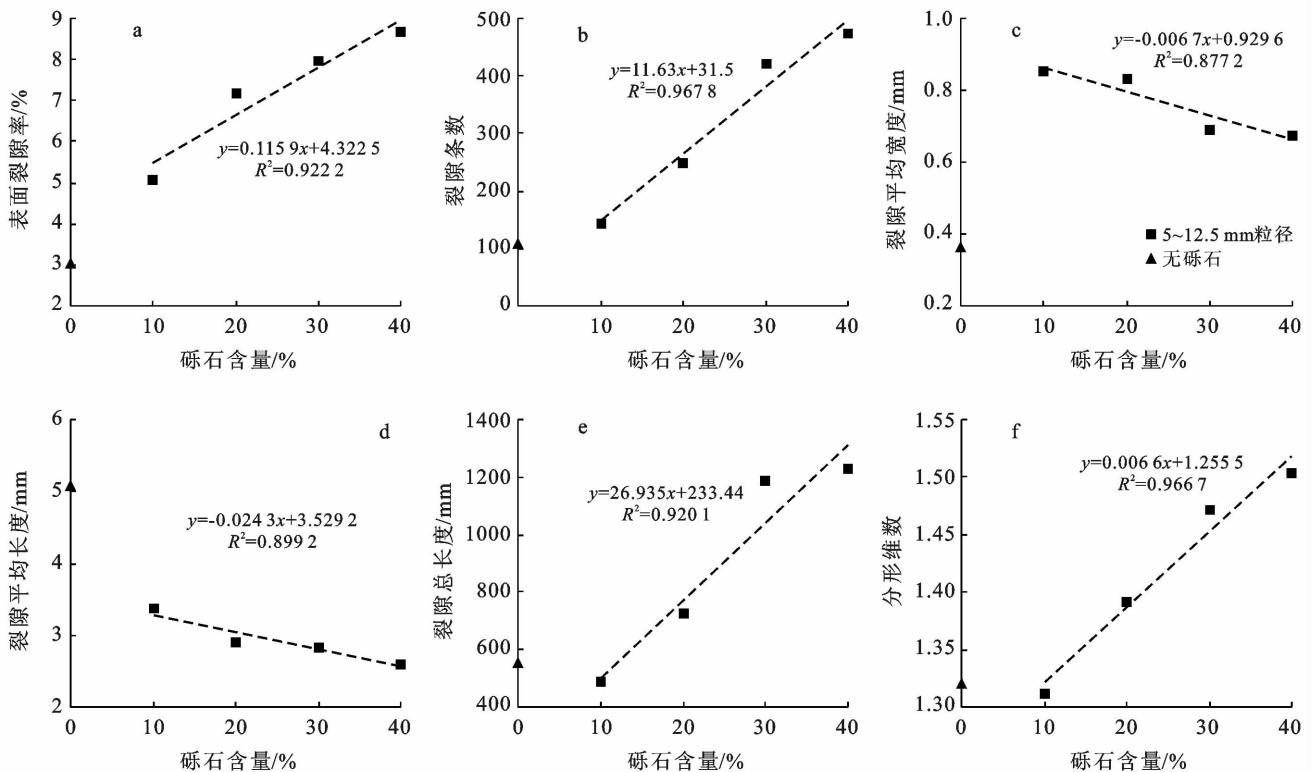 a
9
8
7
6
5
4
3
2
表面裂隙率/%
y=0.115 9x+4.322 5
R²=0.922 2
0
10
20
30
40
砾石含量/%
b
500
400
300
200
100
0
裂隙条数
y=11.63x+31.5
R²=0.967 8
0
10
20
30
40
砾石含量/%
c
1.0
0.8
0.6
0.4
0.2
裂隙平均宽度/mm
y=-0.006 7x+0.929 6
R²=0.877 2
5~12.5 mm粒径
无砾石
0
10
20
30
40
砾石含量/%
d
6
5
4
3
2
裂隙平均长度/mm
y=-0.024 3x+3.529 2
R²=0.899 2
0
10
20
30
40
砾石含量/%
e
1400
1200
1000
800
600
400
裂隙总长度/mm
y=26.935x+233.44
R²=0.920 1
0
10
20
30
40
砾石含量/%
f
1.55
1.50
1.45
1.40
1.35
1.30
分形维数
y=0.006 6x+1.255 5
R²=0.966 7
0
10
20
30
40
砾石含量/%